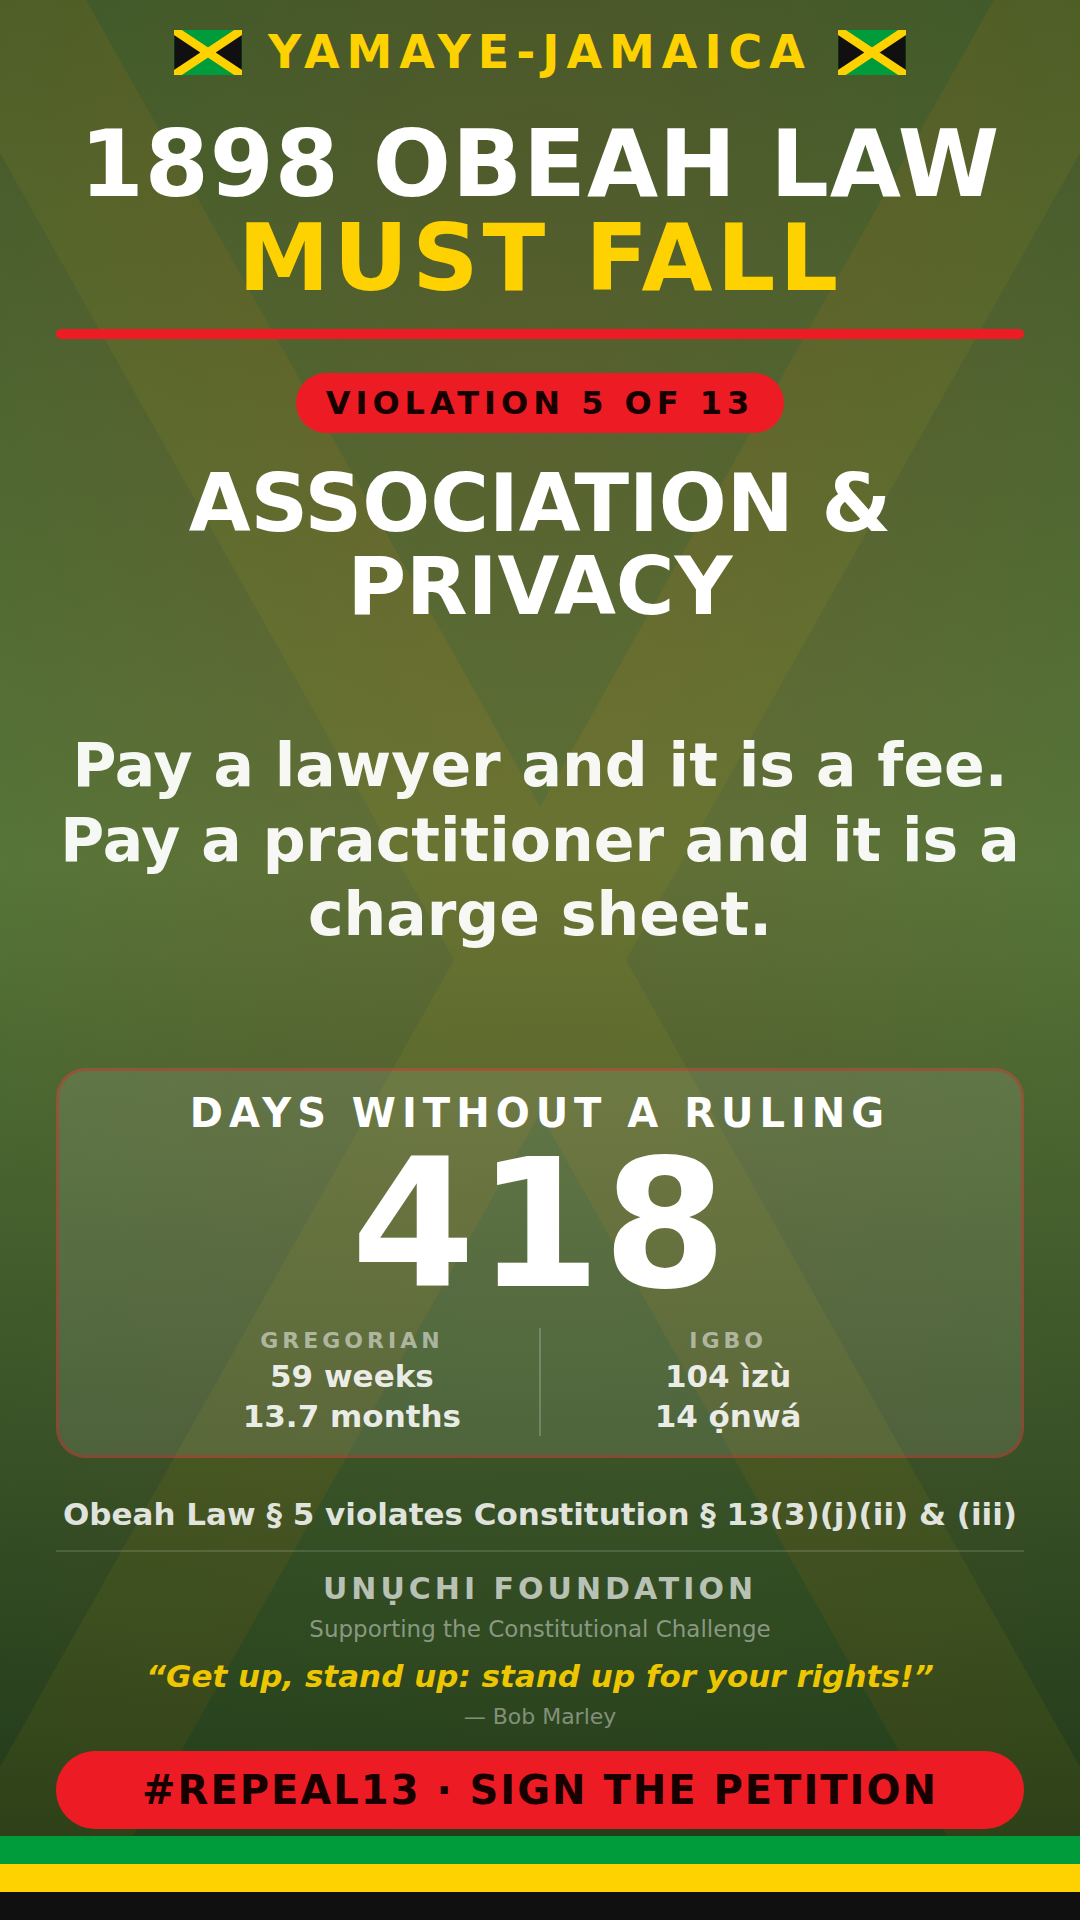 YAMAYE-JAMAICA
1898 OBEAH LAW
MUST FALL
VIOLATION 5 OF 13
ASSOCIATION &
PRIVACY
Pay a lawyer and it is a fee.
Pay a practitioner and it is a
charge sheet.
DAYS WITHOUT A RULING
418
GREGORIAN
59 weeks
13.7 months
IGBO
104 ìzù
14 ọ́nwá
Obeah Law § 5 violates Constitution § 13(3)(j)(ii) & (iii)
UNỤCHI FOUNDATION
Supporting the Constitutional Challenge
“Get up, stand up: stand up for your rights!”
— Bob Marley
#REPEAL13 · SIGN THE PETITION